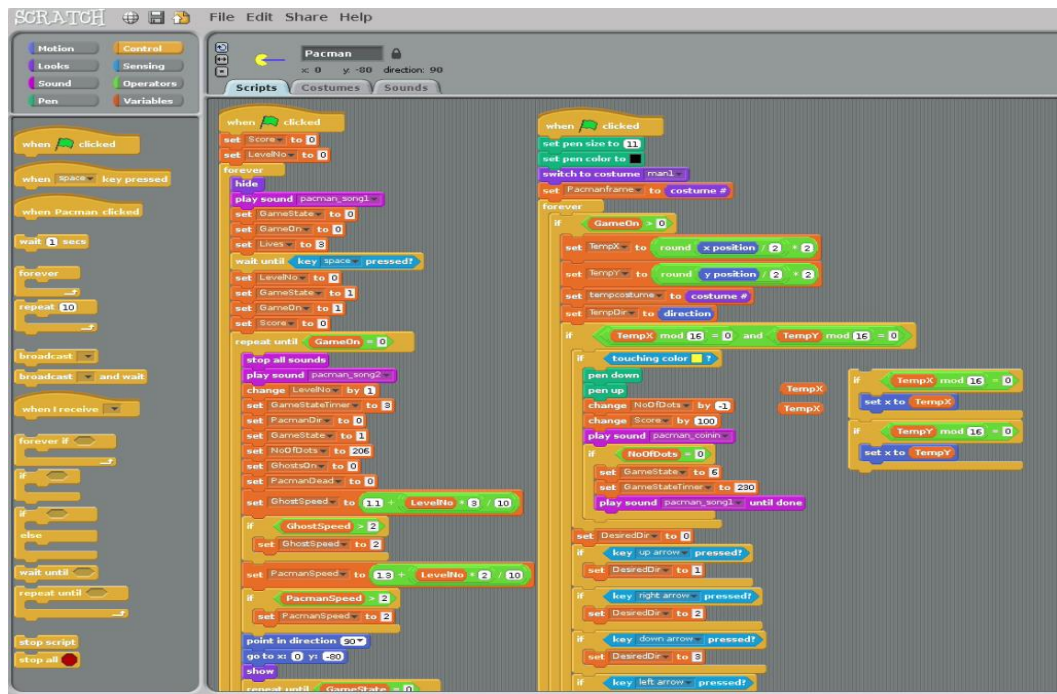 SCRATCH File Edit Share Help
Motion Control
Looks Sensing
Sound Operators
Pen Variables
Pacman
x: 0 y: -80 direction: 90
Scripts Costumes Sounds
when clicked
when space key pressed
when Pacman clicked
wait 1 secs
forever
repeat 10
broadcast
broadcast and wait
when I receive
forever if
if
if
else
wait until
repeat until
stop script
stop all
when clicked
set Score to 0
set LevelNo to 0
forever
hide
play sound pacman_song1
set GameState to 0
set GameOn to 0
set Lives to 3
wait until key space pressed?
set LevelNo to 0
set GameState to 1
set GameOn to 1
set Score to 0
repeat until GameOn = 0
stop all sounds
play sound pacman_song2
change LevelNo by 1
set GameStateTimer to 3
set PacmanDir to 0
set GameState to 1
set NoOfDots to 206
set GhostsOn to 0
set PacmanDead to 0
set GhostSpeed to 1.1 + LevelNo * 3 / 10
if GhostSpeed > 2
set GhostSpeed to 2
set PacmanSpeed to 1.3 + LevelNo * 2 / 10
if PacmanSpeed > 2
set PacmanSpeed to 2
point in direction 90
go to x: 0 y: -80
show
repeat until GameState = 0
when clicked
set pen size to 11
set pen color to
switch to costume man1
set Pacmanframe to costume #
forever
if GameOn > 0
set TempX to round x position / 2 * 2
set TempY to round y position / 2 * 2
set tempcostume to costume #
set TempDir to direction
if TempX mod 16 = 0 and TempY mod 16 = 0
if touching color ?
pen down
pen up
change NoOfDots by -1
change Score by 100
play sound pacman_coinin
if NoOfDots = 0
set GameState to 6
set GameStateTimer to 230
play sound pacman_song1 until done
set DesiredDir to 0
if key up arrow pressed?
set DesiredDir to 1
if key right arrow pressed?
set DesiredDir to 2
if key down arrow pressed?
set DesiredDir to 3
if key left arrow pressed?
TempX
TempX
if TempX mod 16 = 0
set x to TempX
if TempY mod 16 = 0
set x to TempY